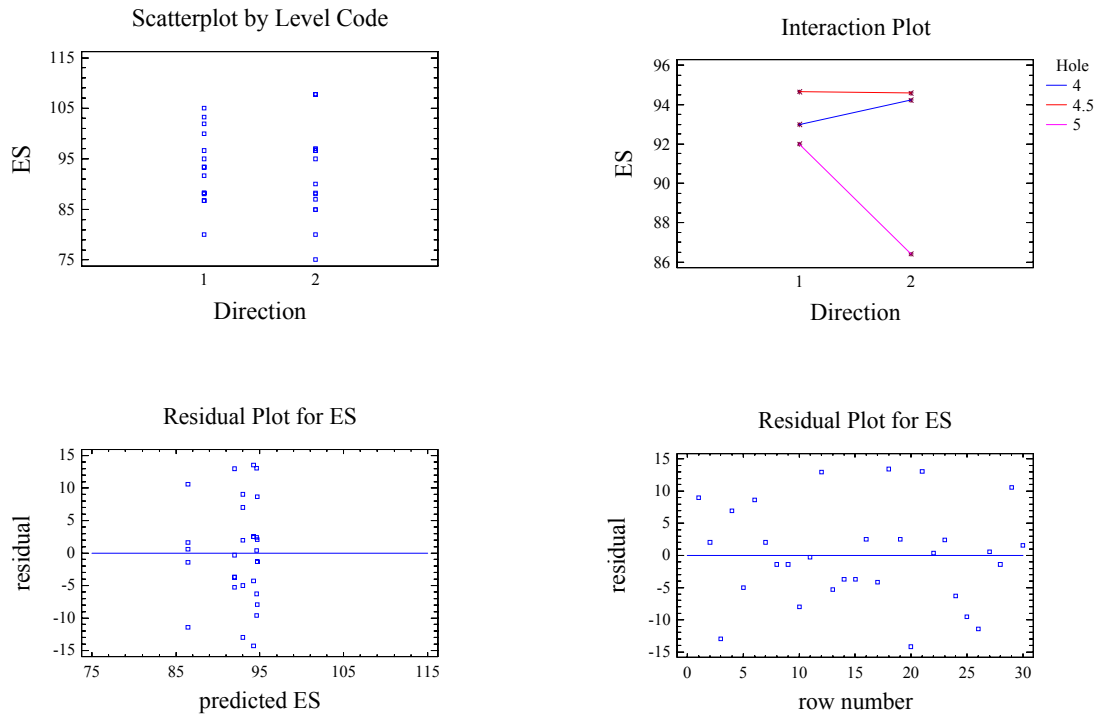 Scatterplot by Level Code
115
105
95
85
75
ES
1 2
Direction
Interaction Plot
96
94
92
90
88
86
ES
1 2
Direction
Hole
4
4.5
5
Residual Plot for ES
15
10
5
0
-5
-10
-15
residual
75 85 95 105 115
predicted ES
Residual Plot for ES
15
10
5
0
-5
-10
-15
residual
0 5 10 15 20 25 30
row number